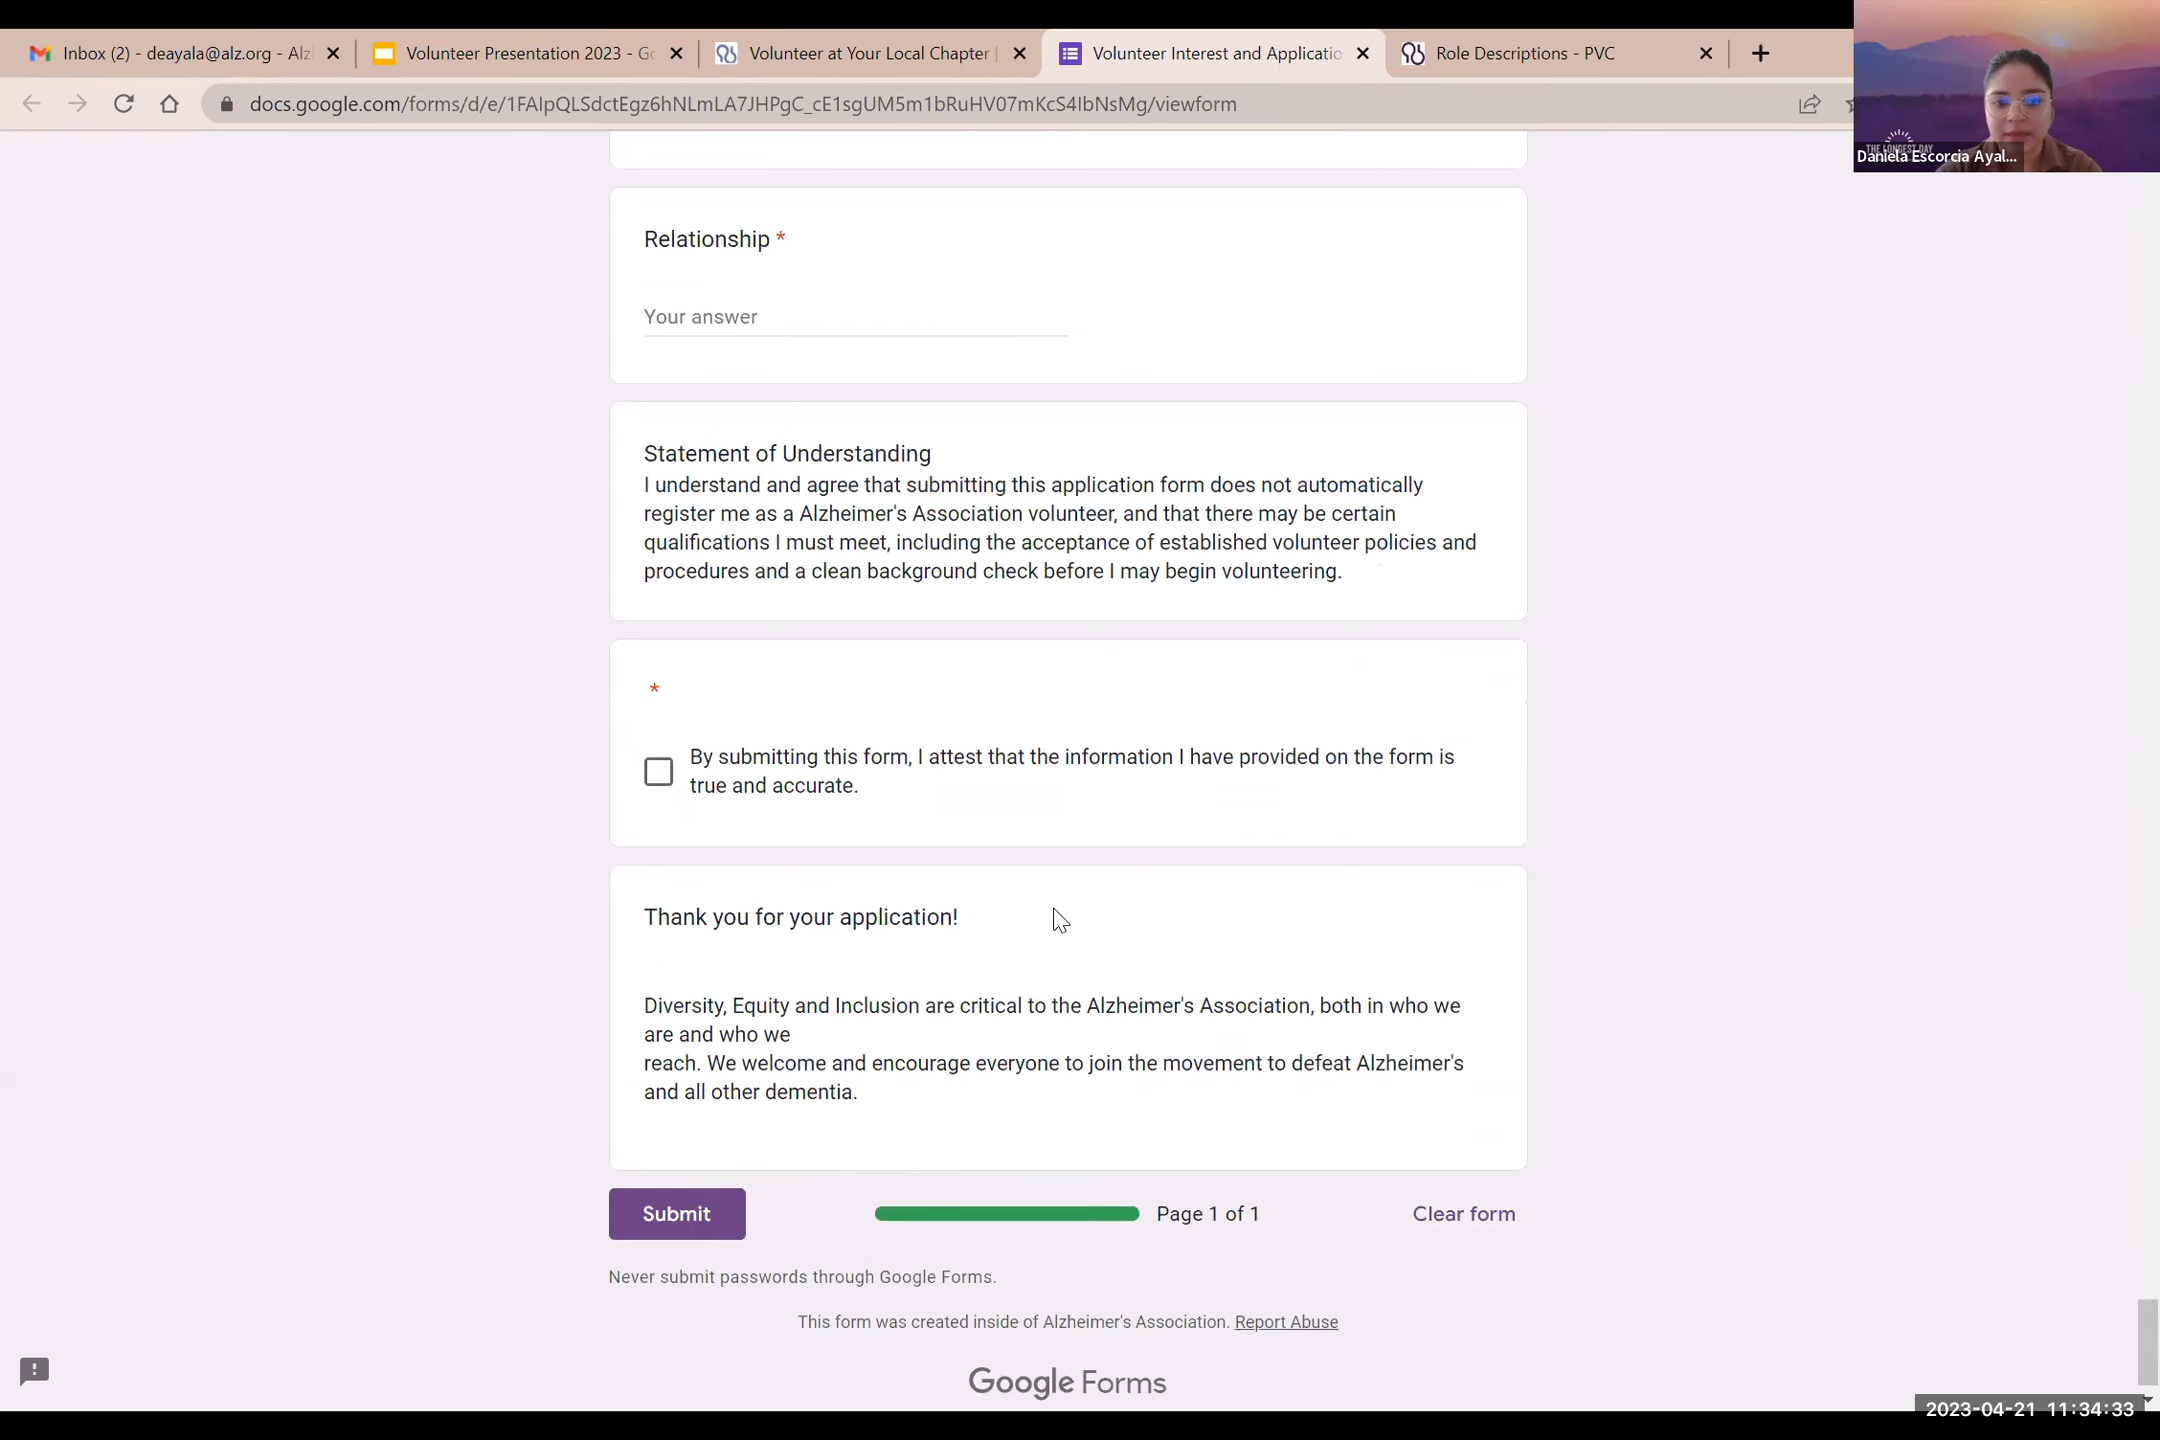 Inbox (2) - deayala@alz.org - Alz
Volunteer Presentation 2023 - Go
Volunteer at Your Local Chapter |
Volunteer Interest and Applicatio
Role Descriptions - PVC
docs.google.com/forms/d/e/1FAIpQLSdctEgz6hNLmLA7JHPgC_cE1sgUM5m1bRuHV07mKcS4IbNsMg/viewform
THE LONGEST DAY
Daniela Escorcia Ayal...
Relationship *
Your answer
Statement of Understanding
I understand and agree that submitting this application form does not automatically
register me as a Alzheimer's Association volunteer, and that there may be certain
qualifications I must meet, including the acceptance of established volunteer policies and
procedures and a clean background check before I may begin volunteering.
*
By submitting this form, I attest that the information I have provided on the form is
true and accurate.
Thank you for your application!
Diversity, Equity and Inclusion are critical to the Alzheimer's Association, both in who we
are and who we
reach. We welcome and encourage everyone to join the movement to defeat Alzheimer's
and all other dementia.
Submit
Page 1 of 1
Clear form
Never submit passwords through Google Forms.
This form was created inside of Alzheimer's Association. Report Abuse
Google Forms
2023-04-21 11:34:33